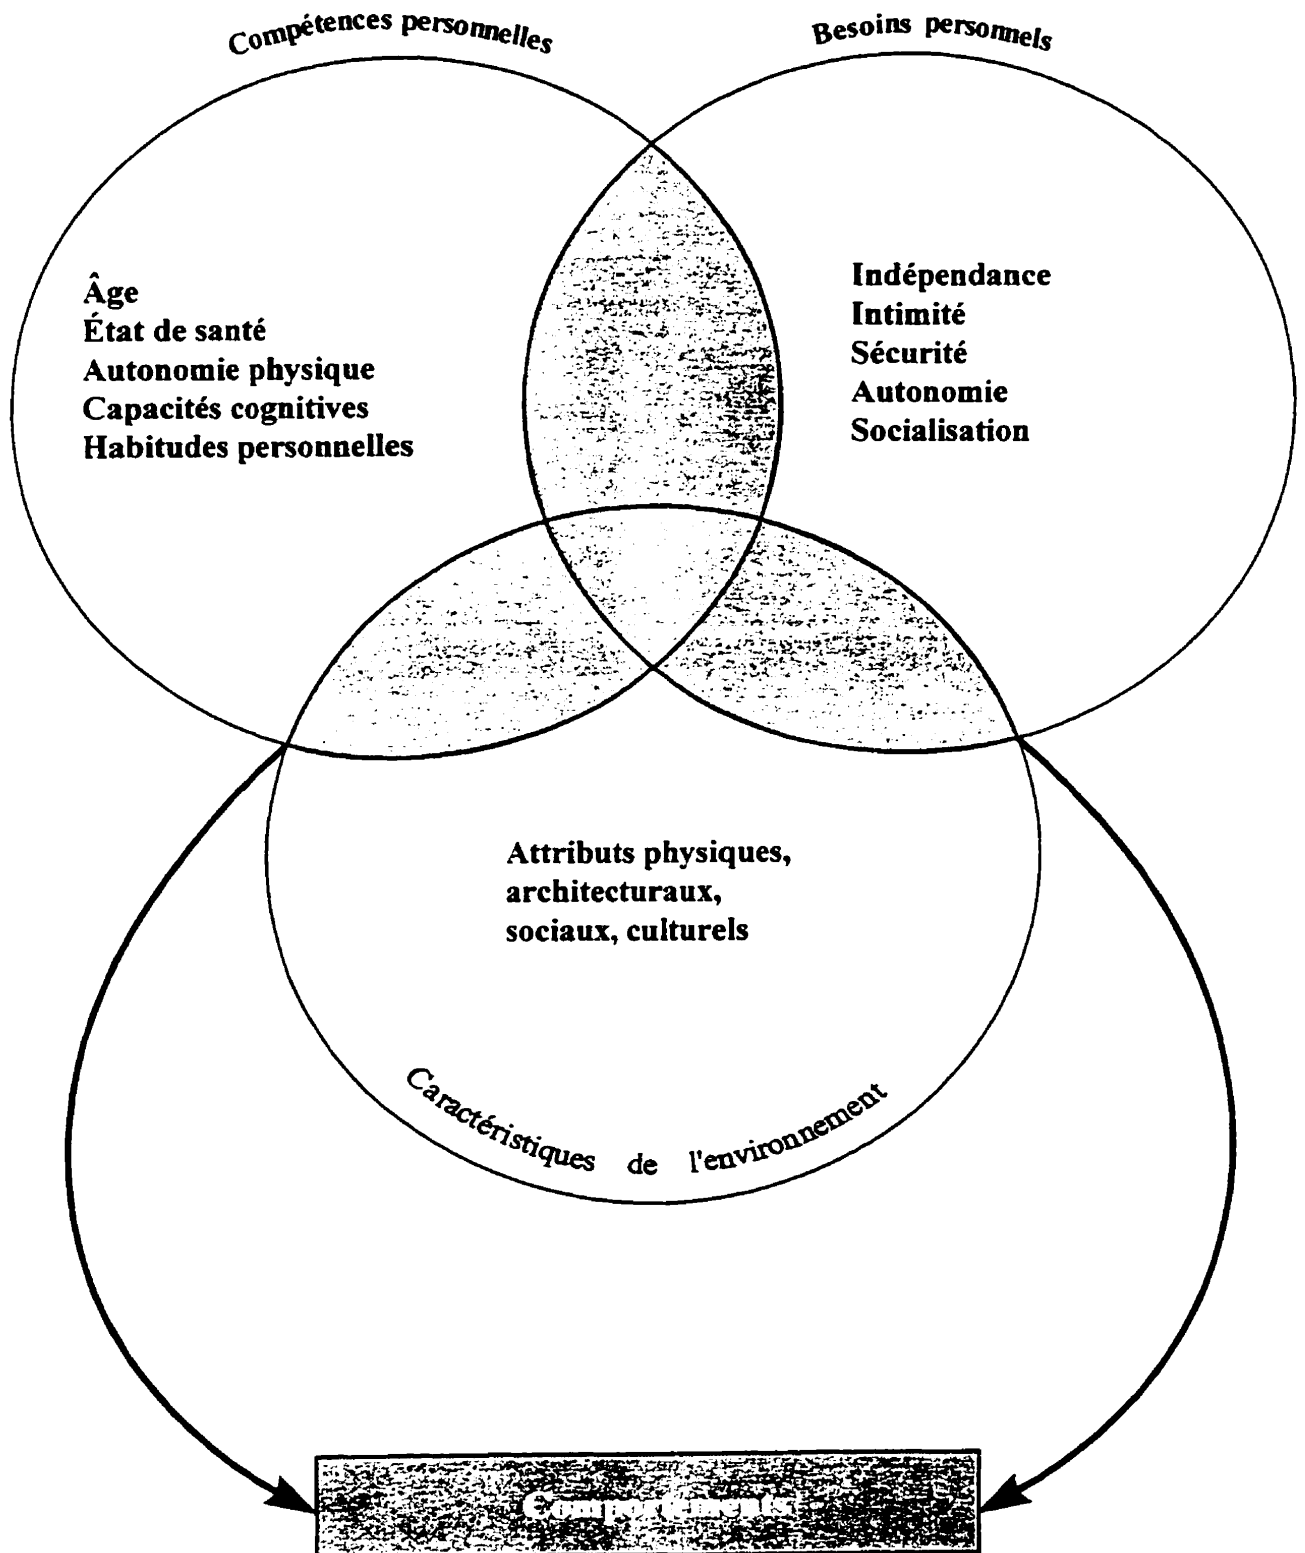 Compétences personnelles
Besoins personnels
Âge
État de santé
Autonomie physique
Capacités cognitives
Habitudes personnelles
Indépendance
Intimité
Sécurité
Autonomie
Socialisation
Attributs physiques,
architecturaux,
sociaux, culturels
Caractéristiques de l'environnement
Comportements